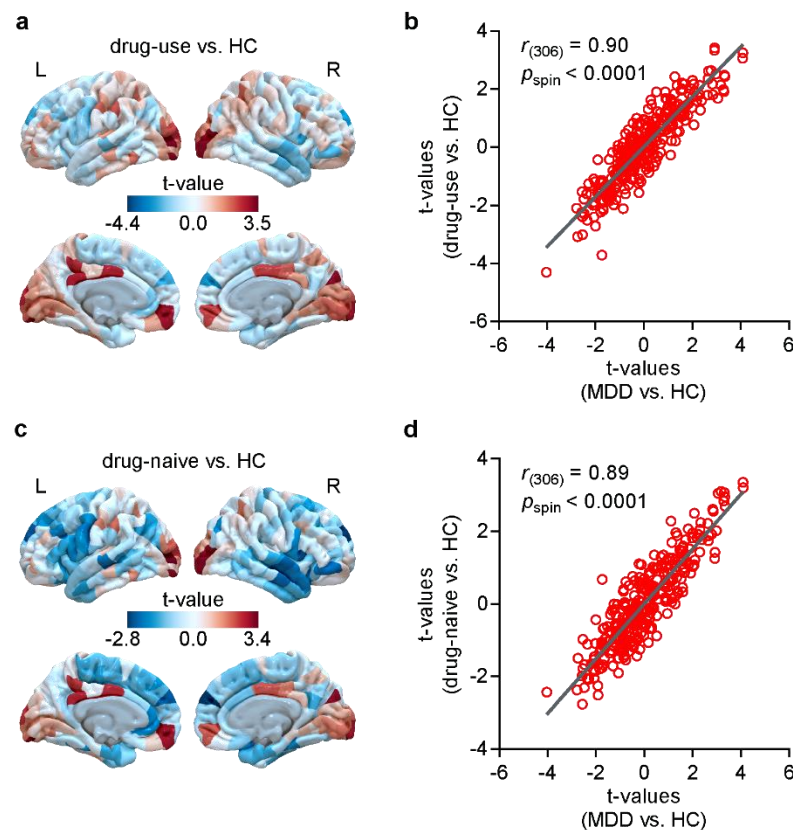 a
drug-use vs. HC
L
R
t-value
-4.4
0.0
3.5
b
r(306) = 0.90
pspin < 0.0001
4
2
0
-2
-4
-6
t-values
(drug-use vs. HC)
-6
-4
-2
0
2
4
6
t-values
(MDD vs. HC)
c
drug-naive vs. HC
L
R
t-value
-2.8
0.0
3.4
d
r(306) = 0.89
pspin < 0.0001
4
2
0
-2
-4
t-values
(drug-naive vs. HC)
-6
-4
-2
0
2
4
6
t-values
(MDD vs. HC)